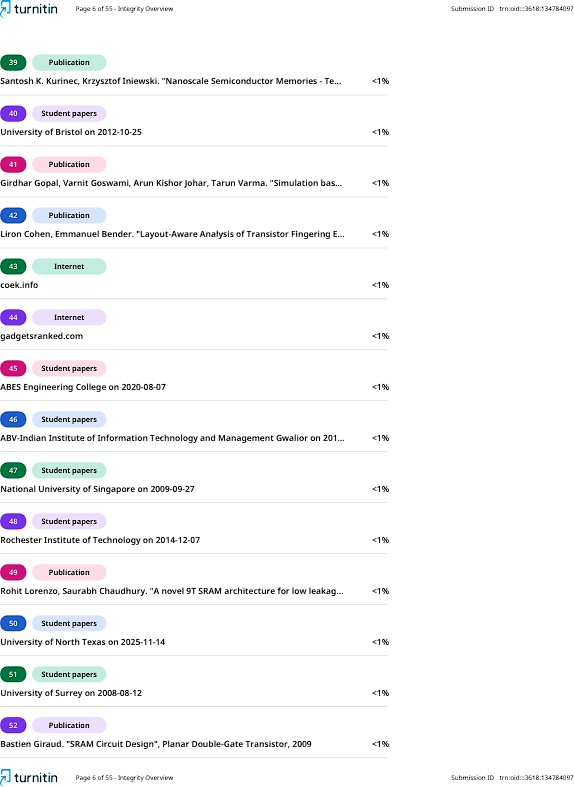 turnitin Page 6 of 55 - Integrity Overview Submission ID trn:oid:::3618:134784097
39 Publication
Santosh K. Kurinec, Krzysztof Iniewski. "Nanoscale Semiconductor Memories - Te... <1%
40 Student papers
University of Bristol on 2012-10-25 <1%
41 Publication
Girdhar Gopal, Varnit Goswami, Arun Kishor Johar, Tarun Varma. "Simulation bas... <1%
42 Publication
Liron Cohen, Emmanuel Bender. "Layout-Aware Analysis of Transistor Fingering E... <1%
43 Internet
coek.info <1%
44 Internet
gadgetsranked.com <1%
45 Student papers
ABES Engineering College on 2020-08-07 <1%
46 Student papers
ABV-Indian Institute of Information Technology and Management Gwalior on 201... <1%
47 Student papers
National University of Singapore on 2009-09-27 <1%
48 Student papers
Rochester Institute of Technology on 2014-12-07 <1%
49 Publication
Rohit Lorenzo, Saurabh Chaudhury. "A novel 9T SRAM architecture for low leakag... <1%
50 Student papers
University of North Texas on 2025-11-14 <1%
51 Student papers
University of Surrey on 2008-08-12 <1%
52 Publication
Bastien Giraud. "SRAM Circuit Design", Planar Double-Gate Transistor, 2009 <1%
turnitin Page 6 of 55 - Integrity Overview Submission ID trn:oid:::3618:134784097